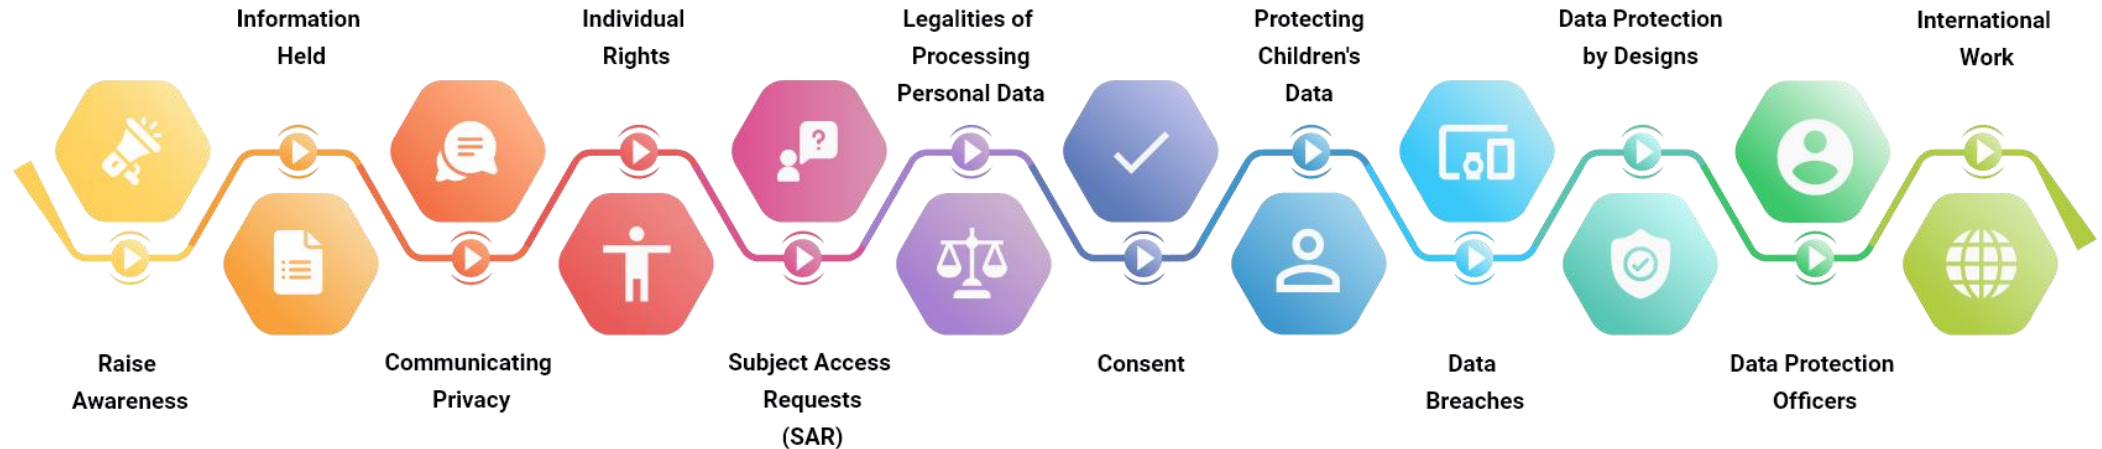 Raise
Awareness
Information
Held
Communicating
Privacy
Individual
Rights
Subject Access
Requests
(SAR)
Legalities of
Processing
Personal Data
Consent
Protecting
Children's
Data
Data
Breaches
Data Protection
by Designs
Data Protection
Officers
International
Work
?